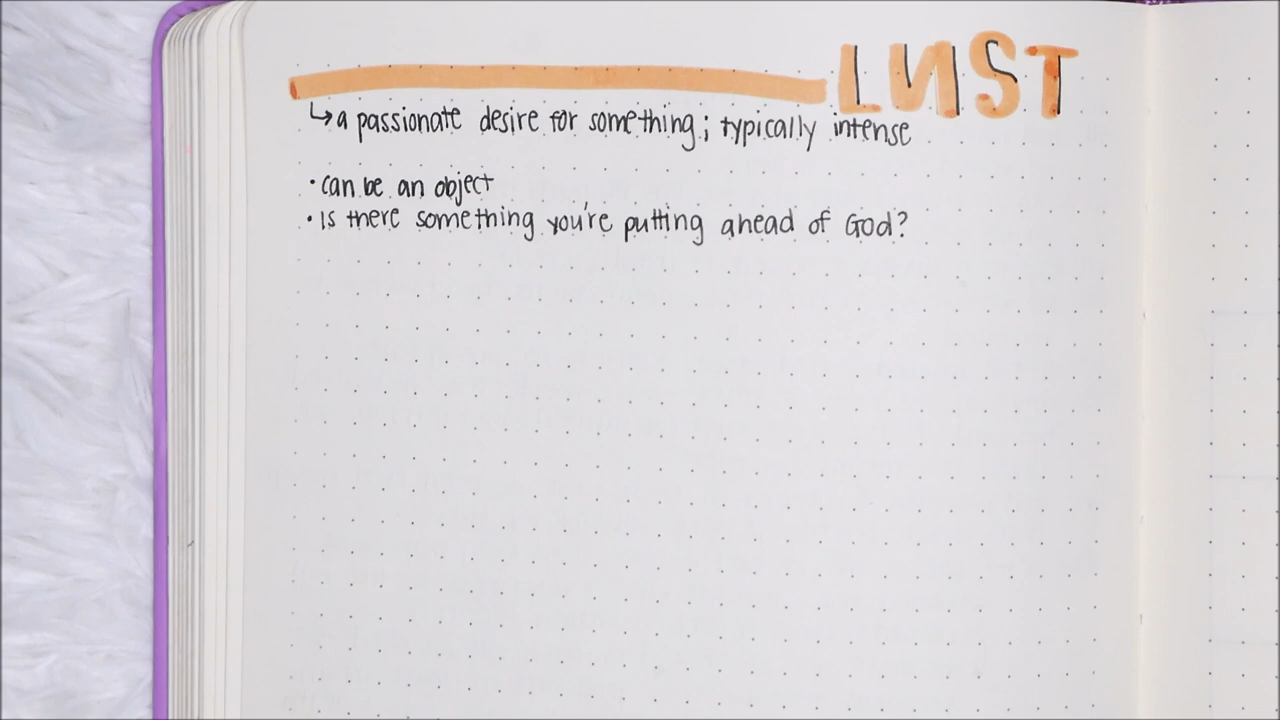 LUST
↳ a passionate desire for something; typically intense
• can be an object
• Is there something you're putting ahead of God?